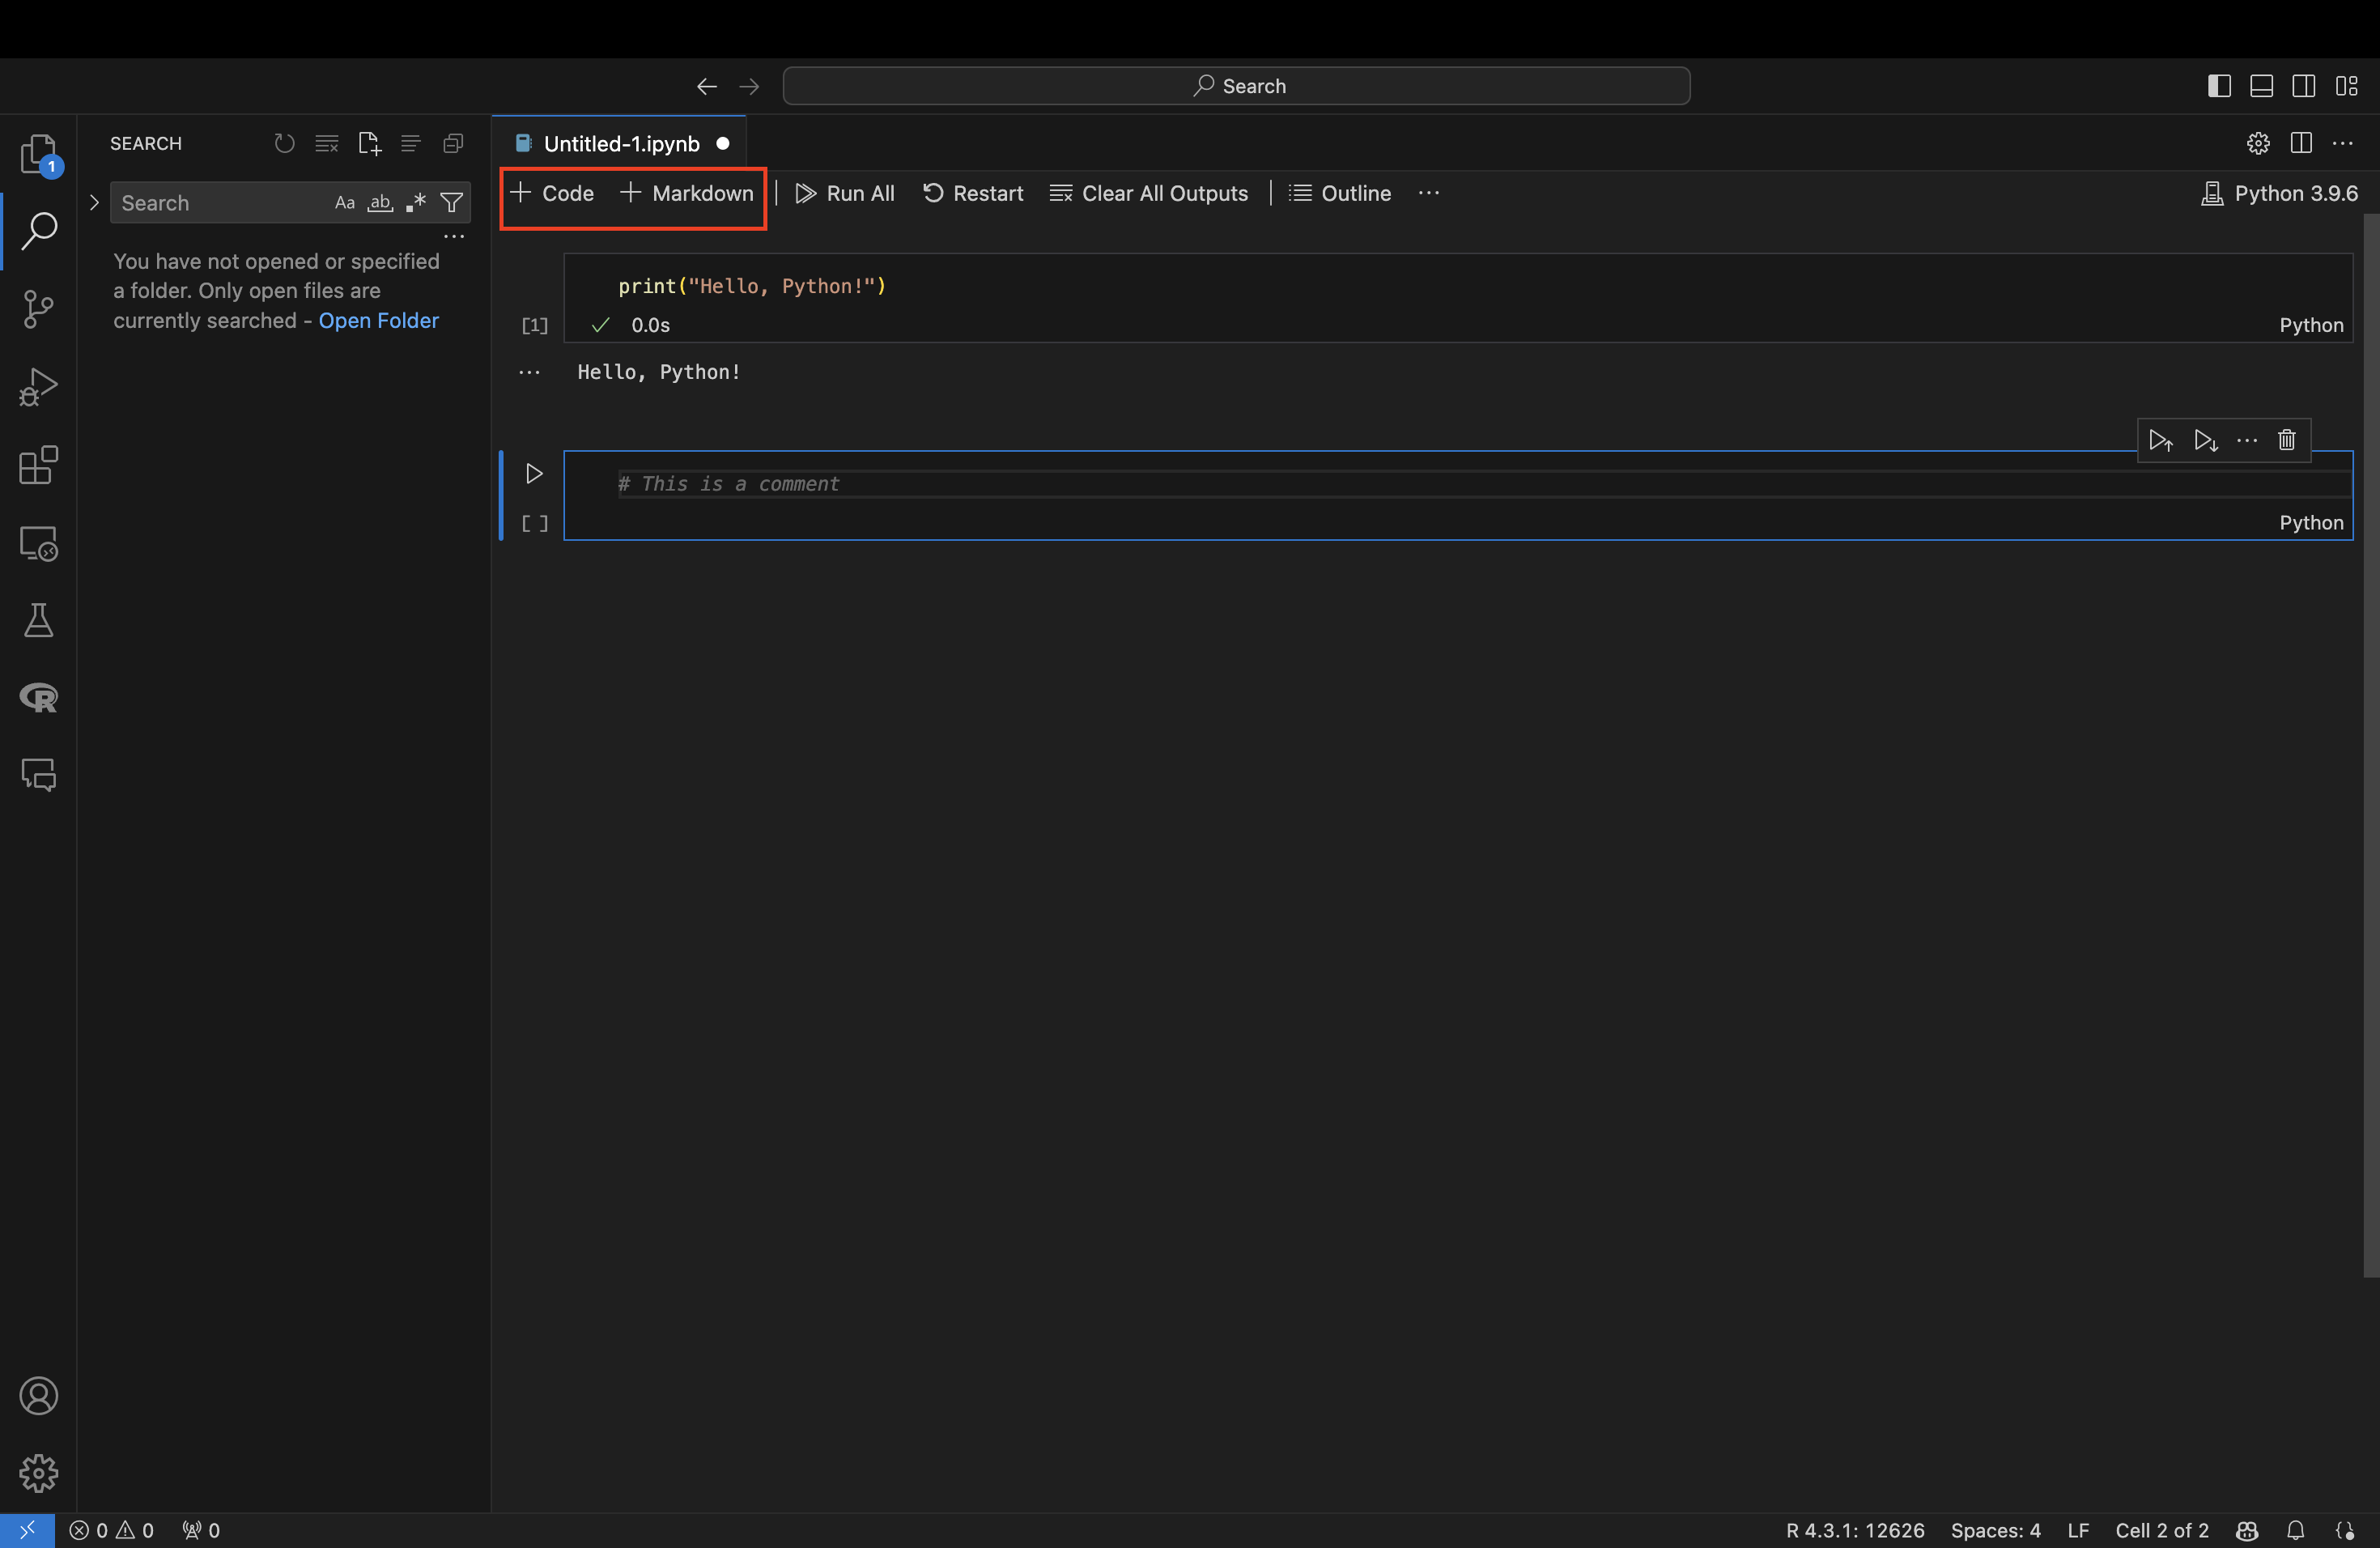 Search
SEARCH
1
Search Aa ab
You have not opened or specified
a folder. Only open files are
currently searched - Open Folder
R
Untitled-1.ipynb
Code Markdown Run All Restart Clear All Outputs Outline ...
Python 3.9.6
print("Hello, Python!")
[1] 0.0s
Python
Hello, Python!
# This is a comment
[ ]
Python
0 0 0
R 4.3.1: 12626 Spaces: 4 LF Cell 2 of 2